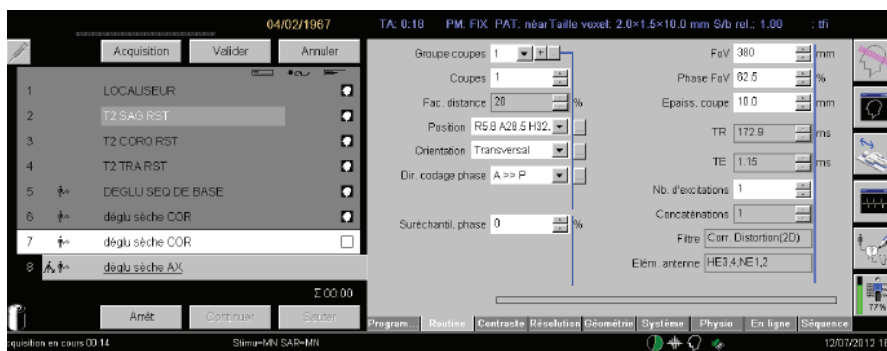 04/02/1967
TA: 0:18 PM: FIX PAT: néar Taille voxel: 2.0×1.5×10.0 mm S/b rel.: 1.00 : tfi
Acquisition Valider Annuler
1 LOCALISEUR
2 T2 SAG RST
3 T2 CORO RST
4 T2 TRA RST
5 DEGLU SEQ DE BASE
6 déglu sèche COR
7 déglu sèche COR
8 déglu sèche AX
Σ 00:00
Arrêt Continuer Sauter
Groupe coupes 1
Coupes 1
Fac. distance 20 %
Position R5.8 A28.5 H32.
Orientation Transversal
Dir. codage phase A >> P
Suréchantil. phase 0 %
FoV 380 mm
Phase FoV 62.5 %
Epaiss. coupe 10.0 mm
TR 172.9 ms
TE 1.15 ms
Nb. d'excitations 1
Concaténations 1
Filtre Corr. Distortion(2D)
Elém. antenne HE3,4;NE1,2
77%
Program... Routine Contraste Résolution Géométrie Système Physio En ligne Séquence
cquisition en cours 00:14 Stimu=MN SAR=MN 12/07/2012 16